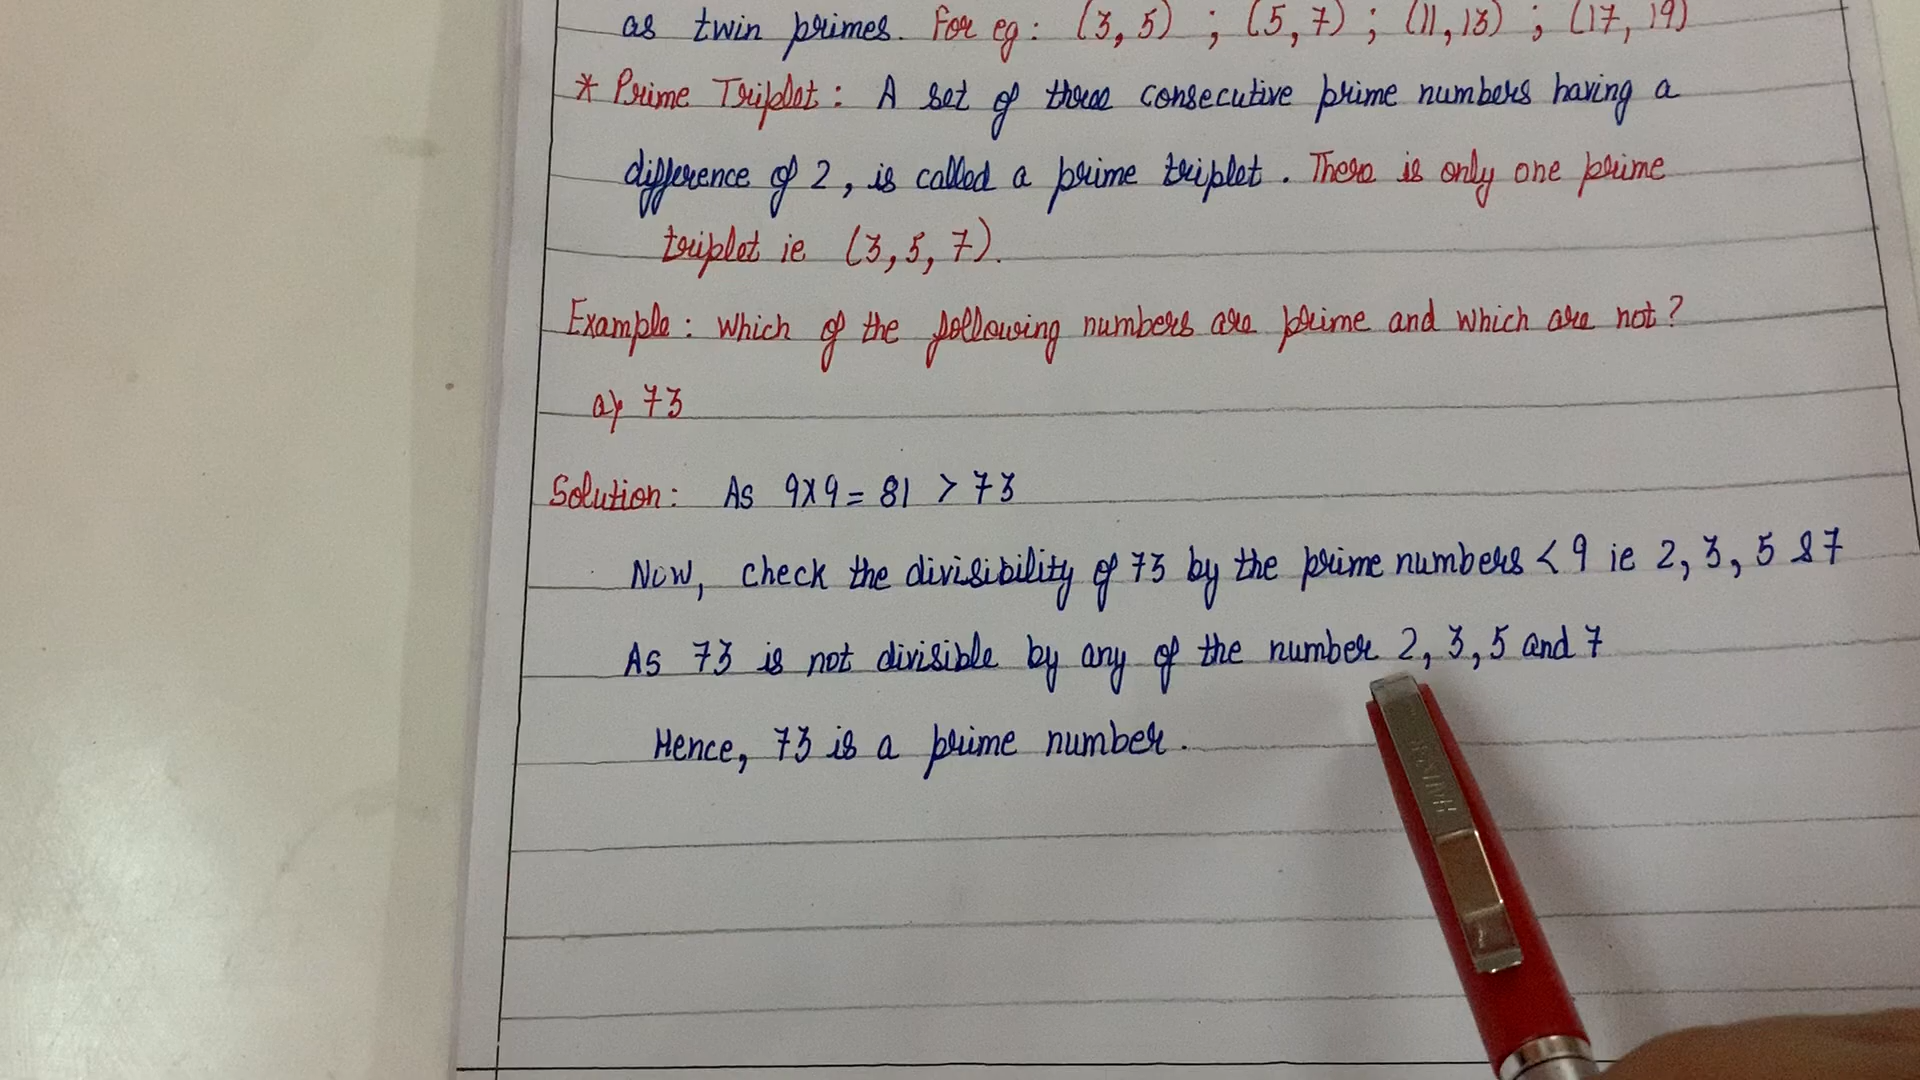 as twin primes. For eg: (3, 5) ; (5, 7) ; (11, 13) ; (17, 19)
* Prime Triplet: A set of three consecutive prime numbers having a
difference of 2, is called a prime triplet. There is only one prime
triplet ie (3, 5, 7).
Example: Which of the following numbers are prime and which are not?
a) 73
Solution: As 9x9 = 81 > 73
Now, check the divisibility of 73 by the prime numbers < 9 ie 2, 3, 5 & 7
As 73 is not divisible by any of the number 2, 3, 5 and 7
Hence, 73 is a prime number.